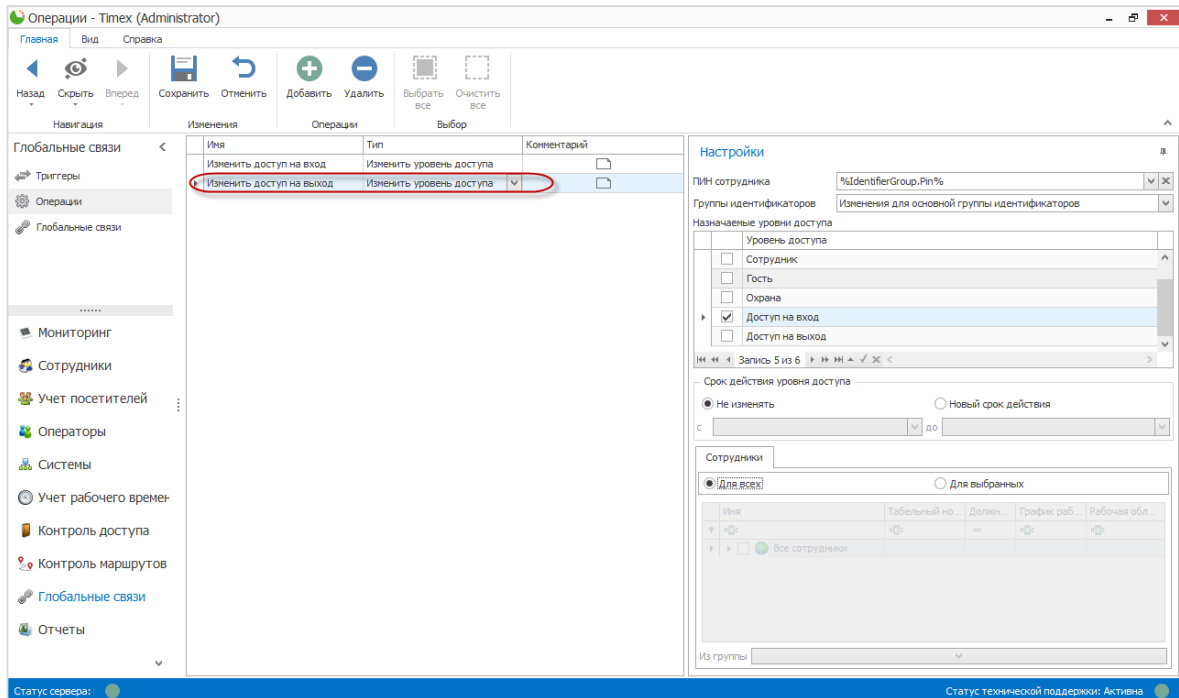 Операции - Timex (Administrator)
Главная Вид Справка
Назад Скрыть Вперед Сохранить Отменить Добавить Удалить Выбрать все Очистить все
Навигация Изменения Операции Выбор
Глобальные связи
Триггеры
Операции
Глобальные связи
Мониторинг
Сотрудники
Учет посетителей
Операторы
Системы
Учет рабочего времен
Контроль доступа
Контроль маршрутов
Глобальные связи
Отчеты
Имя Тип Комментарий
Изменить доступ на вход Изменить уровень доступа
Изменить доступ на выход Изменить уровень доступа
Настройки
ПИН сотрудника %IdentifierGroup.Pin%
Группы идентификаторов Изменения для основной группы идентификаторов
Назначаемые уровни доступа
Уровень доступа
Сотрудник
Гость
Охрана
Доступ на вход
Доступ на выход
Запись 5 из 6
Срок действия уровня доступа
Не изменять Новый срок действия
с до
Сотрудники
Для всех Для выбранных
Имя Табельный но... Должн... График раб... Рабочая обл...
Все сотрудники
Из группы
Статус сервера: Статус технической поддержки: Активна